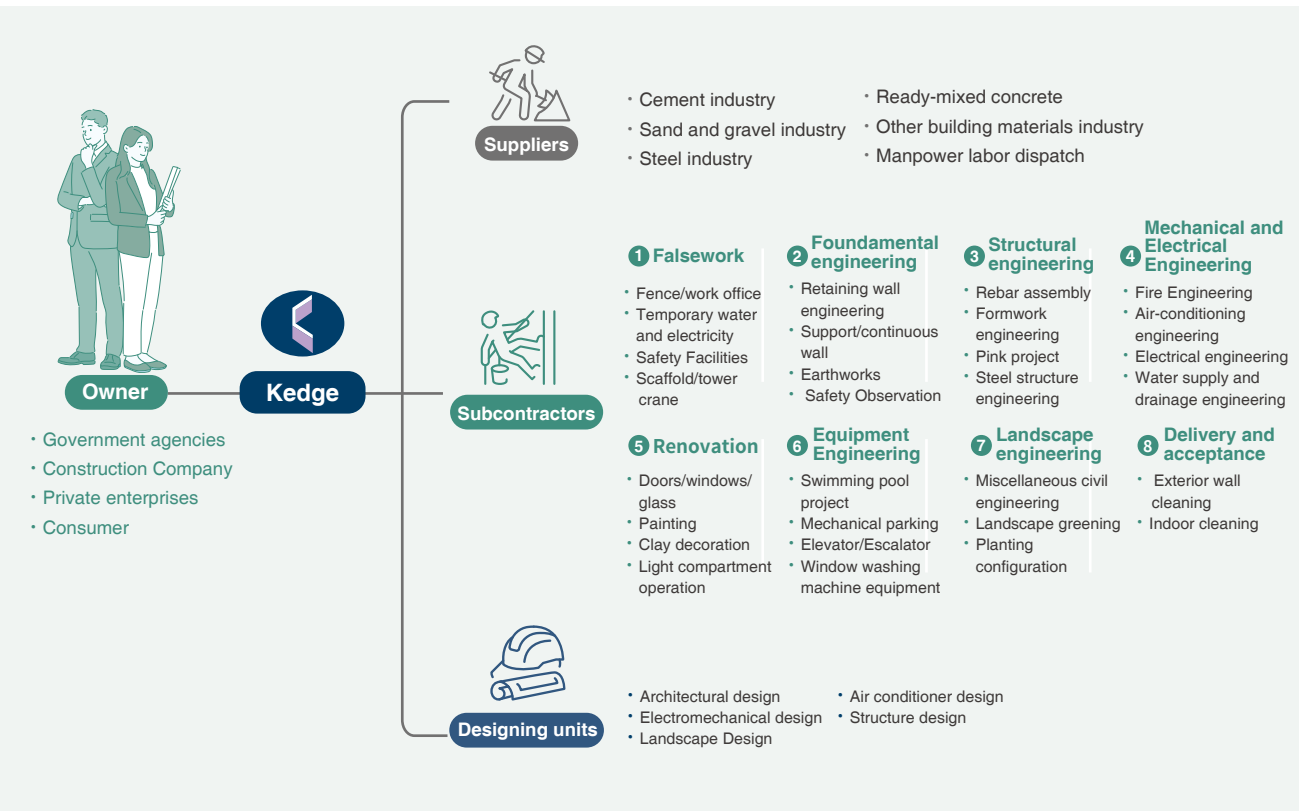 Owner
· Government agencies
· Construction Company
· Private enterprises
· Consumer
Kedge
Suppliers
· Cement industry
· Sand and gravel industry
· Steel industry
· Ready-mixed concrete
· Other building materials industry
· Manpower labor dispatch
Subcontractors
1 Falsework
· Fence/work office
· Temporary water
and electricity
· Safety Facilities
· Scaffold/tower
crane
2 Foundamental
engineering
· Retaining wall
engineering
· Support/continuous
wall
· Earthworks
· Safety Observation
3 Structural
engineering
· Rebar assembly
· Formwork
engineering
· Pink project
· Steel structure
engineering
4 Mechanical and
Electrical
Engineering
· Fire Engineering
· Air-conditioning
engineering
· Electrical engineering
· Water supply and
drainage engineering
5 Renovation
· Doors/windows/
glass
· Painting
· Clay decoration
· Light compartment
operation
6 Equipment
Engineering
· Swimming pool
project
· Mechanical parking
· Elevator/Escalator
· Window washing
machine equipment
7 Landscape
engineering
· Miscellaneous civil
engineering
· Landscape greening
· Planting
configuration
8 Delivery and
acceptance
· Exterior wall
cleaning
· Indoor cleaning
Designing units
· Architectural design
· Electromechanical design
· Landscape Design
· Air conditioner design
· Structure design